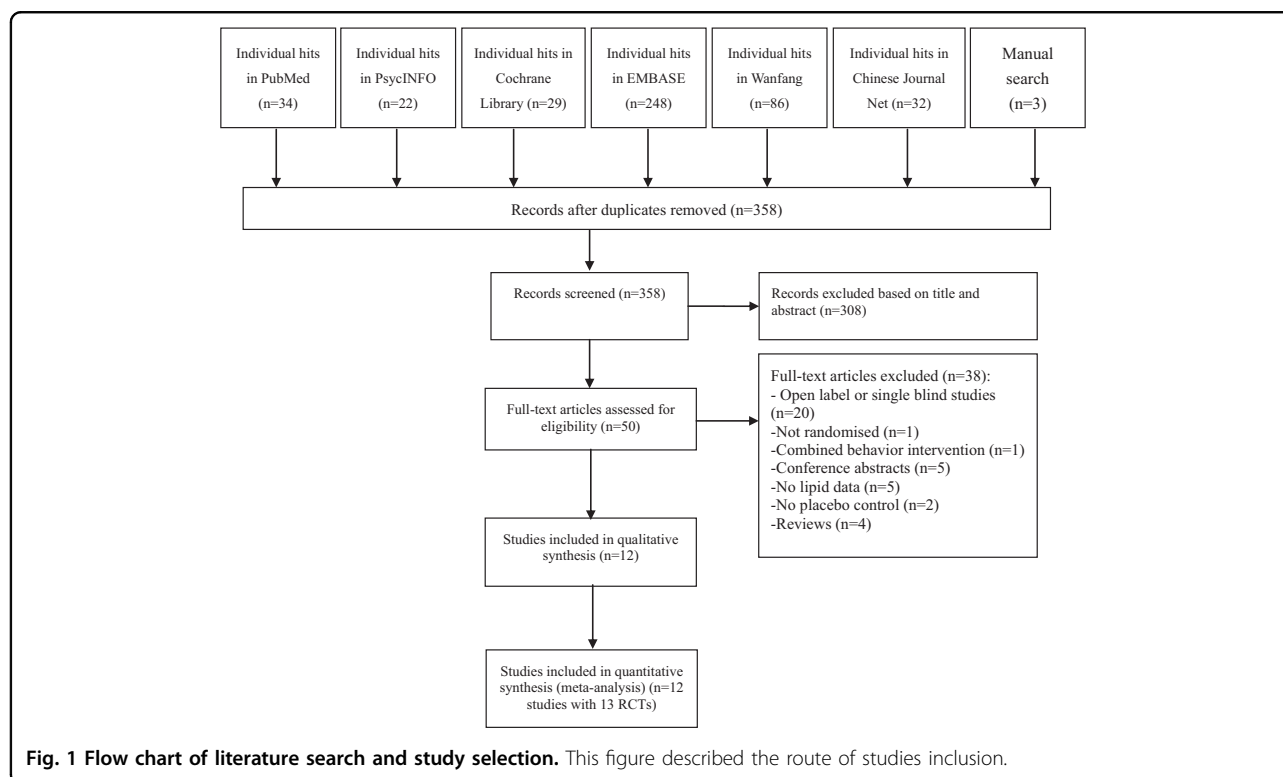 Individual hits
in PubMed
(n=34)
Individual hits
in PsycINFO
(n=22)
Individual hits in
Cochrane
Library (n=29)
Individual hits
in EMBASE
(n=248)
Individual hits
in Wanfang
(n=86)
Individual hits in
Chinese Journal
Net (n=32)
Manual
search
(n=3)
Records after duplicates removed (n=358)
Records screened (n=358)
Records excluded based on title and
abstract (n=308)
Full-text articles assessed for
eligibility (n=50)
Full-text articles excluded (n=38):
- Open label or single blind studies
(n=20)
-Not randomised (n=1)
-Combined behavior intervention (n=1)
-Conference abstracts (n=5)
-No lipid data (n=5)
-No placebo control (n=2)
-Reviews (n=4)
Studies included in qualitative
synthesis (n=12)
Studies included in quantitative
synthesis (meta-analysis) (n=12
studies with 13 RCTs)
Fig. 1 Flow chart of literature search and study selection. This figure described the route of studies inclusion.